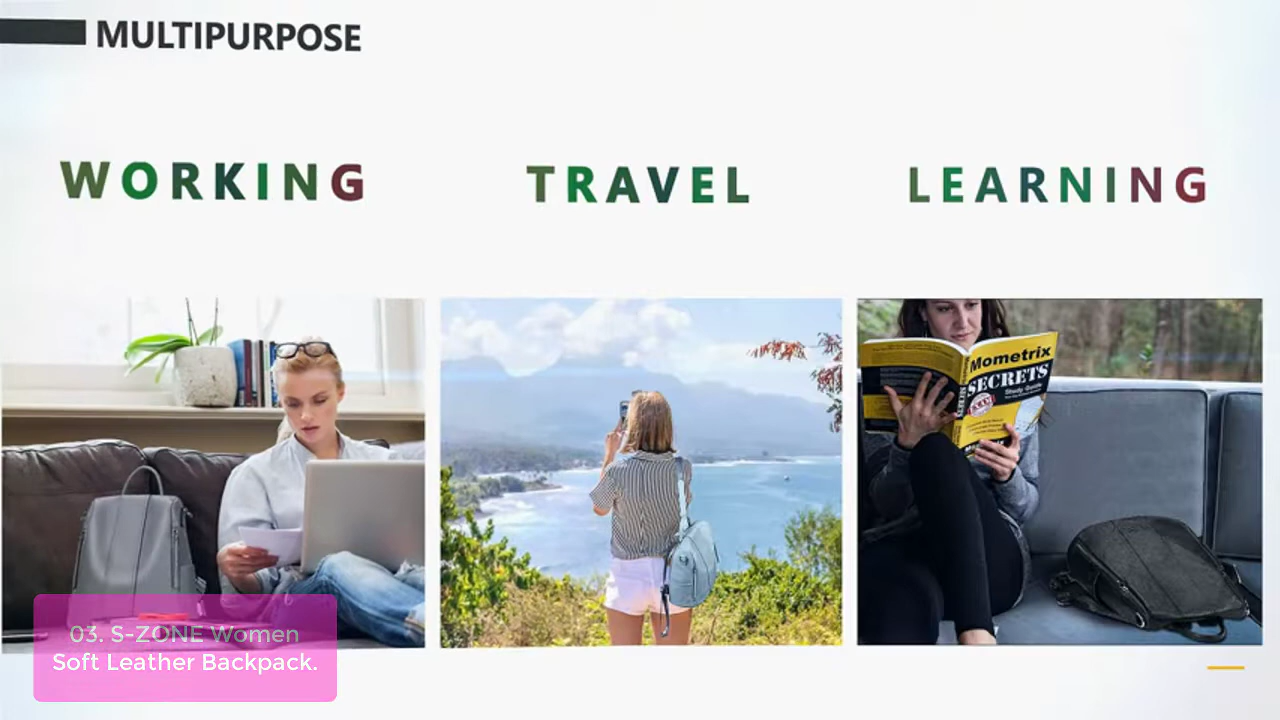 MULTIPURPOSE
WORKING
TRAVEL
LEARNING
Mometrix
SECRETS
Study Guide
03. S-ZONE Women
Soft Leather Backpack.